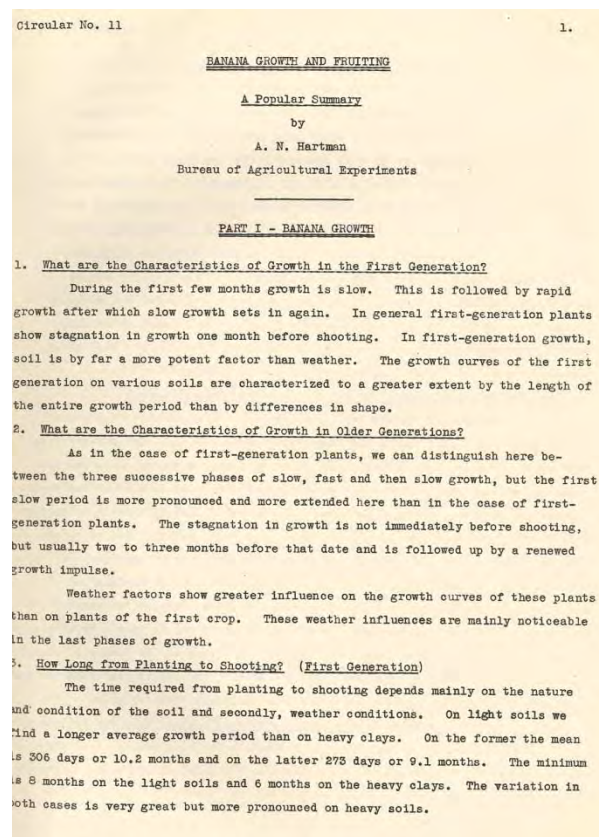 Circular No. 11 1.
BANANA GROWTH AND FRUITING
A Popular Summary
by
A. N. Hartman
Bureau of Agricultural Experiments
PART I - BANANA GROWTH
1. What are the Characteristics of Growth in the First Generation?
During the first few months growth is slow. This is followed by rapid
growth after which slow growth sets in again. In general first-generation plants
show stagnation in growth one month before shooting. In first-generation growth,
soil is by far a more potent factor than weather. The growth curves of the first
generation on various soils are characterized to a greater extent by the length of
the entire growth period than by differences in shape.
2. What are the Characteristics of Growth in Older Generations?
As in the case of first-generation plants, we can distinguish here be-
tween the three successive phases of slow, fast and then slow growth, but the first
slow period is more pronounced and more extended here than in the case of first-
generation plants. The stagnation in growth is not immediately before shooting,
but usually two to three months before that date and is followed up by a renewed
growth impulse.
Weather factors show greater influence on the growth curves of these plants
than on plants of the first crop. These weather influences are mainly noticeable
in the last phases of growth.
3. How Long from Planting to Shooting? (First Generation)
The time required from planting to shooting depends mainly on the nature
and condition of the soil and secondly, weather conditions. On light soils we
find a longer average growth period than on heavy clays. On the former the mean
is 306 days or 10.2 months and on the latter 273 days or 9.1 months. The minimum
is 8 months on the light soils and 6 months on the heavy clays. The variation in
both cases is very great but more pronounced on heavy soils.